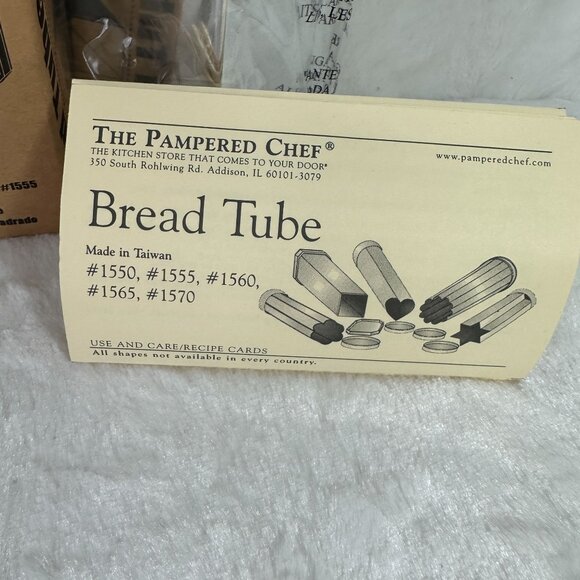 #1555
THE PAMPERED CHEF®
www.pamperedchef.com
THE KITCHEN STORE THAT COMES TO YOUR DOOR®
350 South Rohlwing Rd. Addison, IL 60101-3079
Bread Tube
Made in Taiwan
#1550, #1555, #1560,
#1565, #1570
USE AND CARE/RECIPE CARDS
All shapes not available in every country.